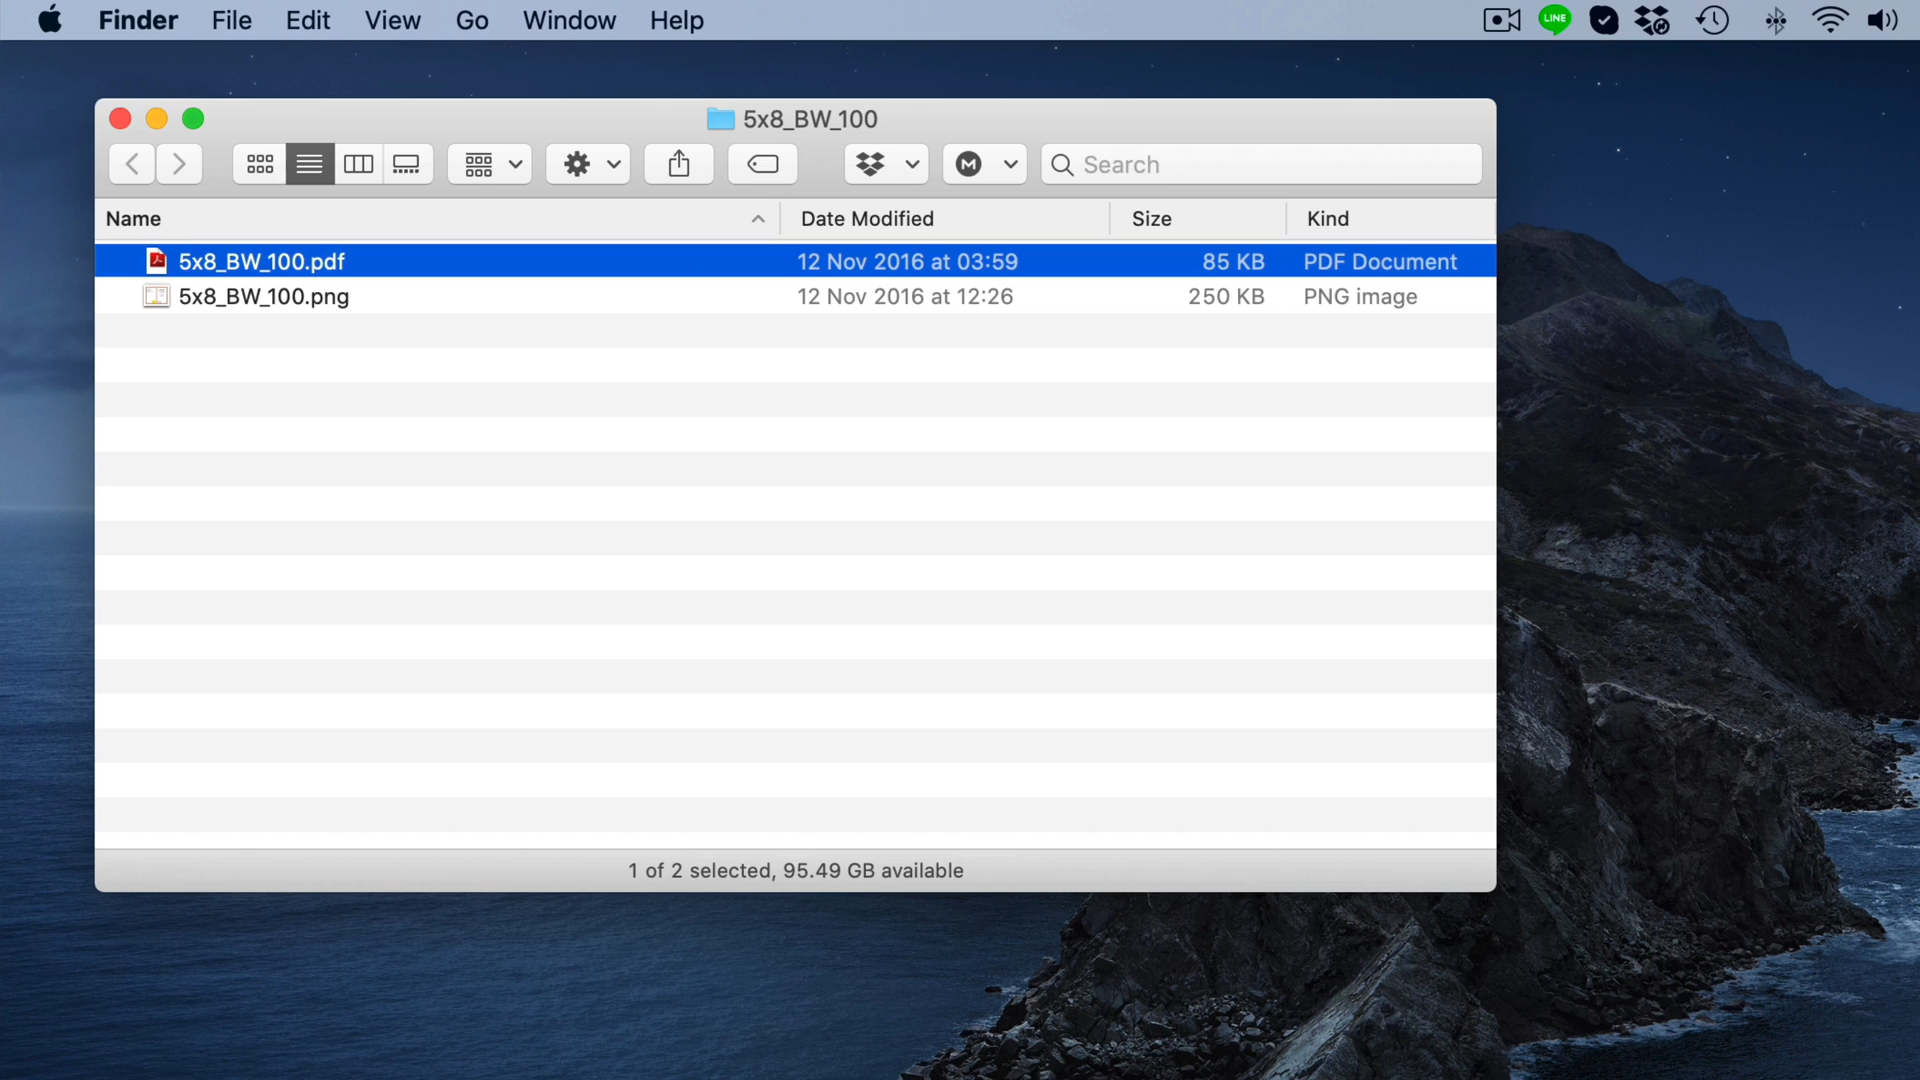 Finder File Edit View Go Window Help LINE
5x8_BW_100
M Search
Name Date Modified Size Kind
5x8_BW_100.pdf 12 Nov 2016 at 03:59 85 KB PDF Document
5x8_BW_100.png 12 Nov 2016 at 12:26 250 KB PNG image
1 of 2 selected, 95.49 GB available